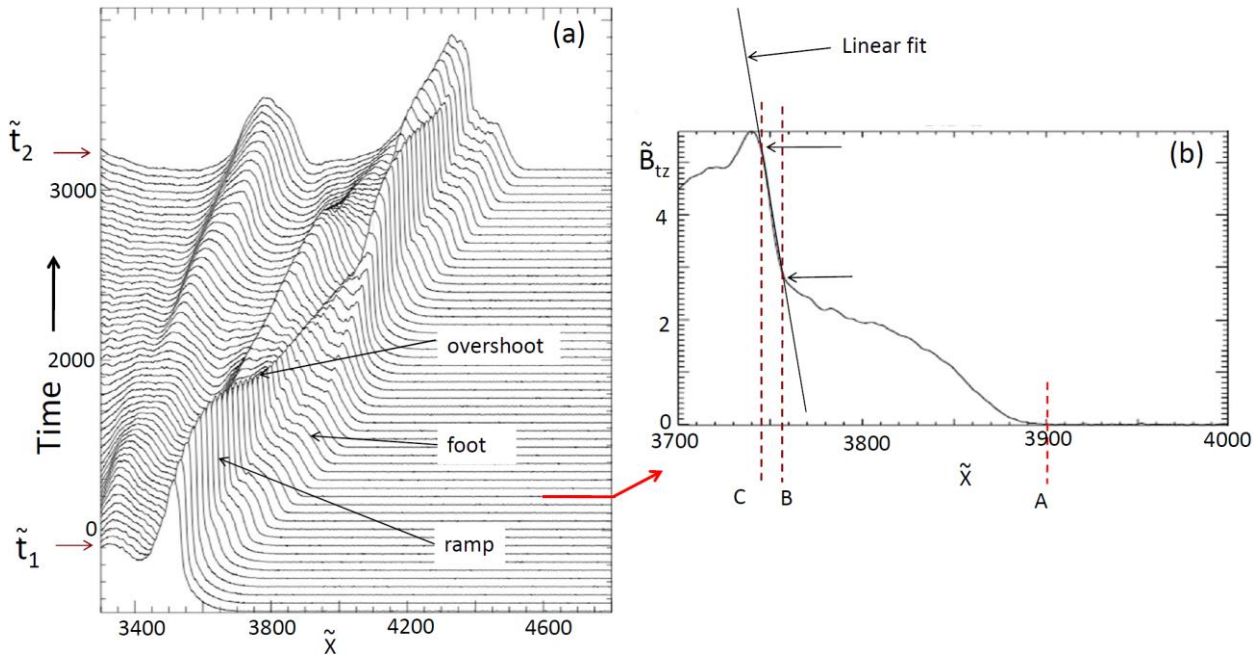 (a)
t̃₂
3000
2000
Time
0
t̃₁
overshoot
foot
ramp
3400 3800 4200 4600
X̃
Linear fit
(b)
B̃tz
4
2
0
3700 3800 3900 4000
X̃
C B A